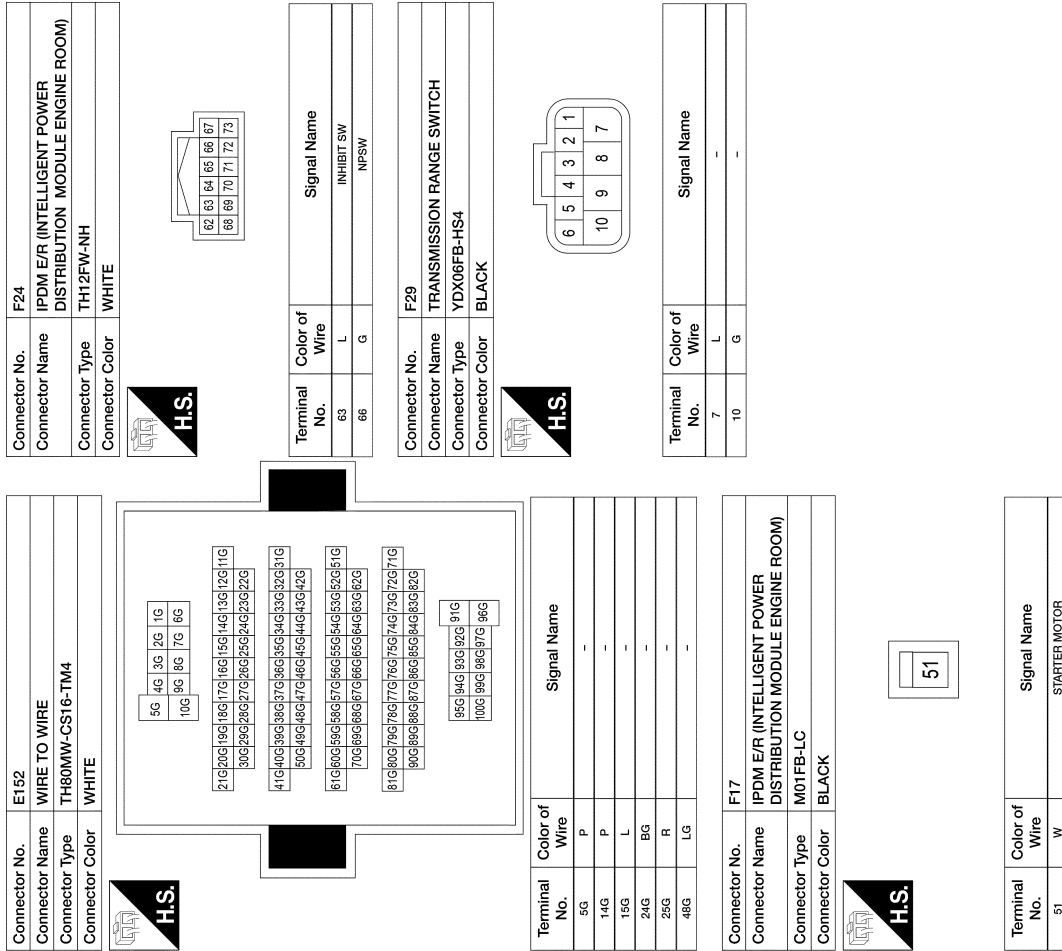 Connector No. E152
Connector Name WIRE TO WIRE
Connector Type TH80MW-CS16-TM4
Connector Color WHITE
H.S.
5G 4G 3G 2G 1G
10G 9G 8G 7G 6G
21G 20G 19G 18G 17G 16G 15G 14G 13G 12G 11G
30G 29G 28G 27G 26G 25G 24G 23G 22G
41G 40G 39G 38G 37G 36G 35G 34G 33G 32G 31G
50G 49G 48G 47G 46G 45G 44G 43G 42G
61G 60G 59G 58G 57G 56G 55G 54G 53G 52G 51G
70G 69G 68G 67G 66G 65G 64G 63G 62G
81G 80G 79G 78G 77G 76G 75G 74G 73G 72G 71G
90G 89G 88G 87G 86G 85G 84G 83G 82G
95G 94G 93G 92G 91G
100G 99G 98G 97G 96G
Terminal No. Color of Wire Signal Name
5G P –
14G P –
15G L –
24G BG –
25G R –
48G LG –
Connector No. F17
Connector Name IPDM E/R (INTELLIGENT POWER
DISTRIBUTION MODULE ENGINE ROOM)
Connector Type M01FB-LC
Connector Color BLACK
H.S.
51
Terminal No. Color of Wire Signal Name
51 W STARTER MOTOR
Connector No. F24
Connector Name IPDM E/R (INTELLIGENT POWER
DISTRIBUTION MODULE ENGINE ROOM)
Connector Type TH12FW-NH
Connector Color WHITE
H.S.
62 63 64 65 66 67
68 69 70 71 72 73
Terminal No. Color of Wire Signal Name
63 L INHIBIT SW
66 G NPSW
Connector No. F29
Connector Name TRANSMISSION RANGE SWITCH
Connector Type YDX06FB-HS4
Connector Color BLACK
H.S.
6 5 4 3 2 1
10 9 8 7
Terminal No. Color of Wire Signal Name
7 L –
10 G –